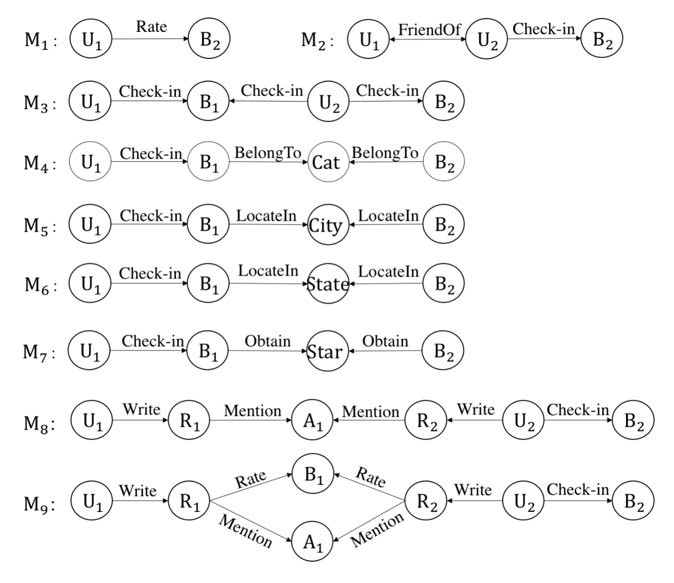 M₁: U₁ Rate B₂ M₂: U₁ FriendOf U₂ Check-in B₂
M₃: U₁ Check-in B₁ Check-in U₂ Check-in B₂
M₄: U₁ Check-in B₁ BelongTo Cat BelongTo B₂
M₅: U₁ Check-in B₁ LocateIn City LocateIn B₂
M₆: U₁ Check-in B₁ LocateIn State LocateIn B₂
M₇: U₁ Check-in B₁ Obtain Star Obtain B₂
M₈: U₁ Write R₁ Mention A₁ Mention R₂ Write U₂ Check-in B₂
M₉: U₁ Write R₁ Rate B₁ Rate Mention A₁ Mention R₂ Write U₂ Check-in B₂